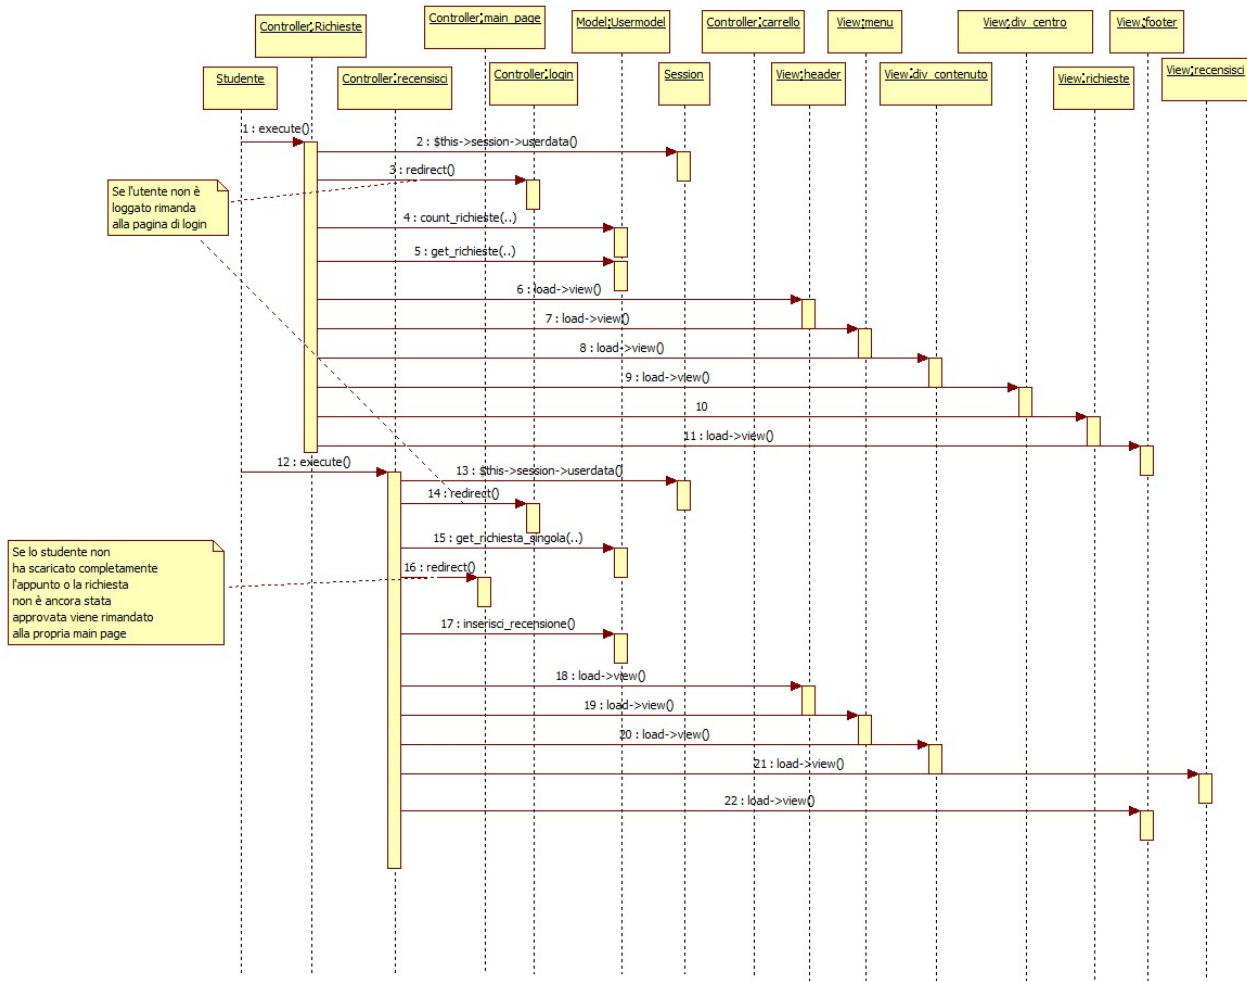 Controller:main_page
Model:Usermodel
Controller:carrello
View:menu
View:div_centro
View:footer
Controller:Richieste
Studente
Controller:recensisci
Controller:login
Session
View:header
View:div_contenuto
View:richieste
View:recensisci
1 : execute()
2 : $this->session->userdata()
3 : redirect()
Se l'utente non è
loggato rimanda
alla pagina di login
4 : count_richieste(..)
5 : get_richieste(..)
6 : load->view()
7 : load->view()
8 : load->view()
9 : load->view()
10
11 : load->view()
12 : execute()
13 : $this->session->userdata()
14 : redirect()
15 : get_richiesta_singola(..)
Se lo studente non
ha scaricato completamente
l'appunto o la richiesta
non è ancora stata
approvata viene rimandato
alla propria main page
16 : redirect()
17 : inserisci_recensione()
18 : load->view()
19 : load->view()
20 : load->view()
21 : load->view()
22 : load->view()